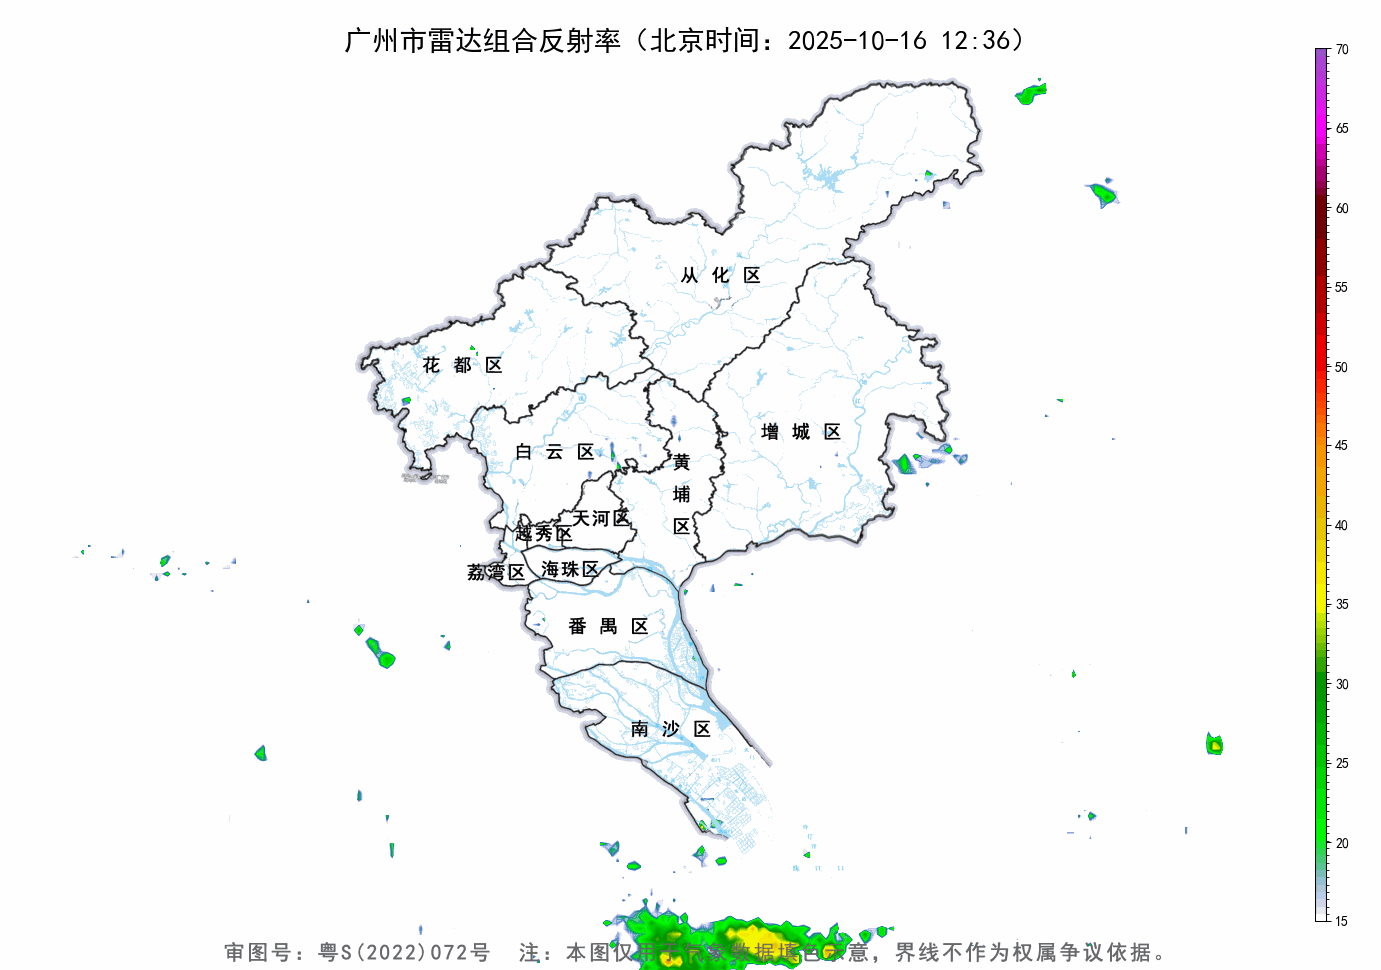 广州市雷达组合反射率（北京时间：2025-10-16 12:36）
70
65
60
55
50
45
40
35
30
25
20
15
从化区
花都区
增城区
白云区
黄埔区
天河区
越秀区
荔湾区
海珠区
番禺区
南沙区
审图号：粤S(2022)072号 注：本图仅用于气象数据填色示意，界线不作为权属争议依据。